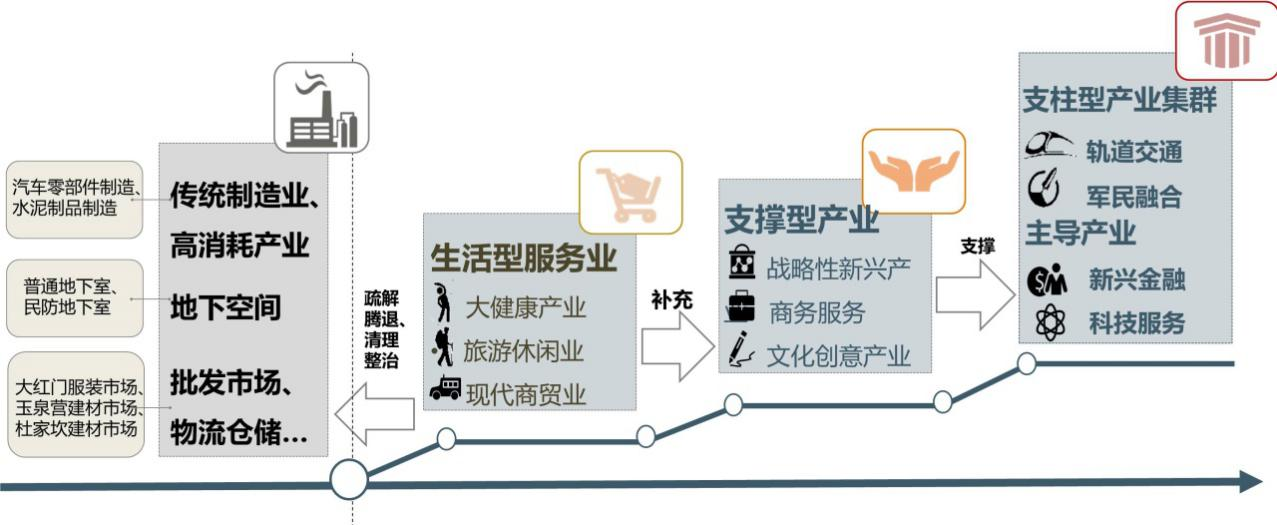 汽车零部件制造、
水泥制品制造
普通地下室、
民防地下室
大红门服装市场、
玉泉营建材市场、
杜家坎建材市场
传统制造业、
高消耗产业
地下空间
批发市场、
物流仓储...
疏解
腾退、
清理
整治
生活型服务业
大健康产业
旅游休闲业
现代商贸业
补充
支撑型产业
战略性新兴产
商务服务
文化创意产业
支撑
支柱型产业集群
轨道交通
军民融合
主导产业
新兴金融
科技服务